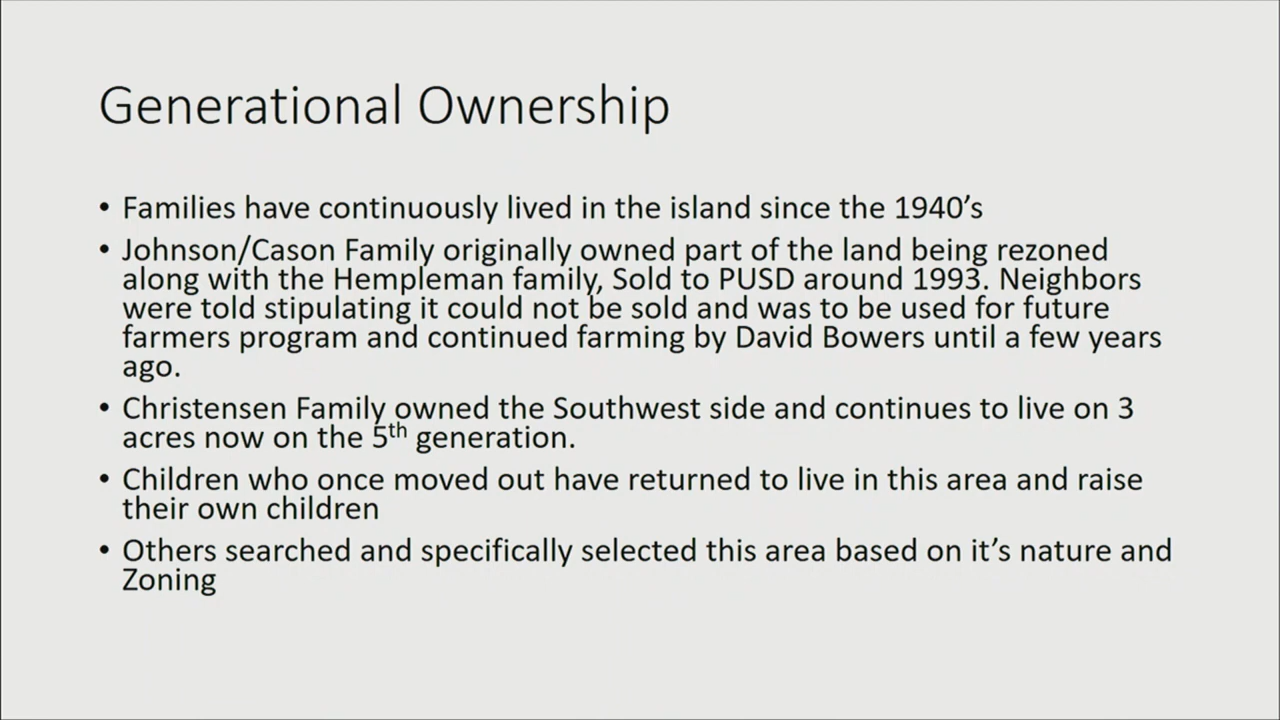 Generational Ownership
• Families have continuously lived in the island since the 1940’s
• Johnson/Cason Family originally owned part of the land being rezoned
along with the Hempleman family, Sold to PUSD around 1993. Neighbors
were told stipulating it could not be sold and was to be used for future
farmers program and continued farming by David Bowers until a few years
ago.
• Christensen Family owned the Southwest side and continues to live on 3
acres now on the 5th generation.
• Children who once moved out have returned to live in this area and raise
their own children
• Others searched and specifically selected this area based on it’s nature and
Zoning